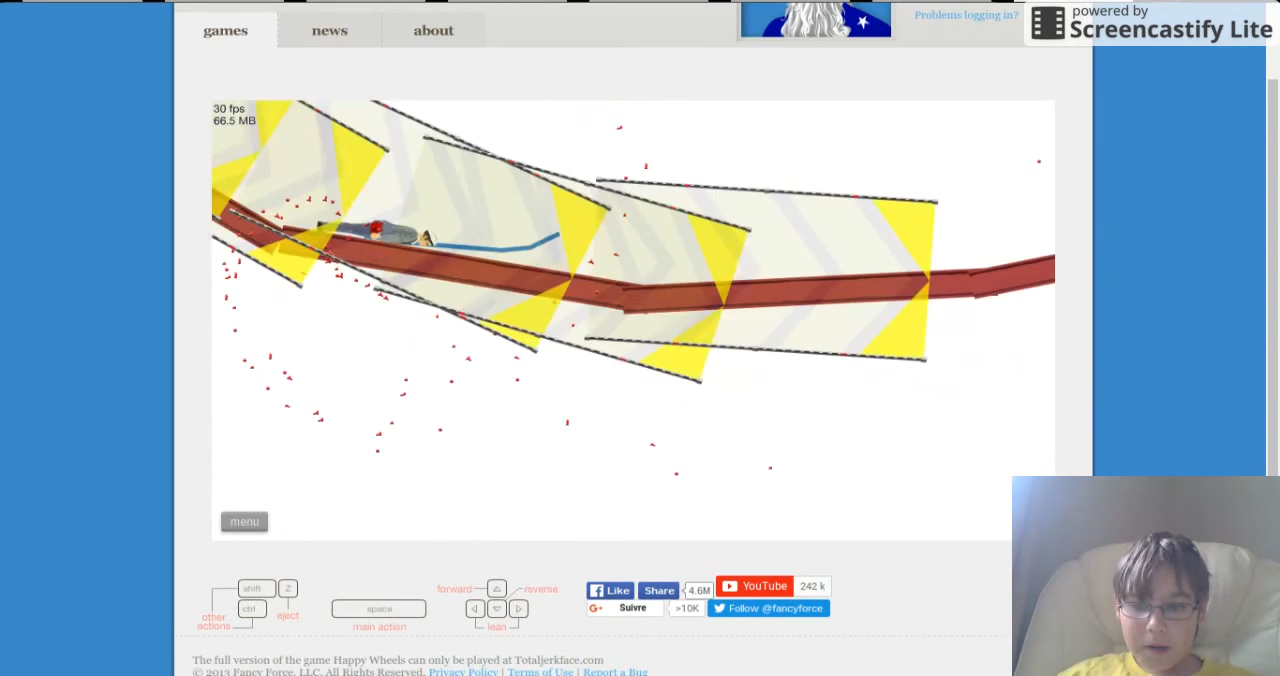 powered by
Screencastify Lite
Problems logging in?
games news about
30 fps
66.5 MB
menu
shift Z
ctrl
other actions
eject
space
main action
forward reverse
lean
Like Share 4.6M YouTube 242 k
G+ Suivre >10K Follow @fancyforce
The full version of the game Happy Wheels can only be played at Totaljerkface.com
© 2013 Fancy Force, LLC. All Rights Reserved. Privacy Policy | Terms of Use | Report a Bug